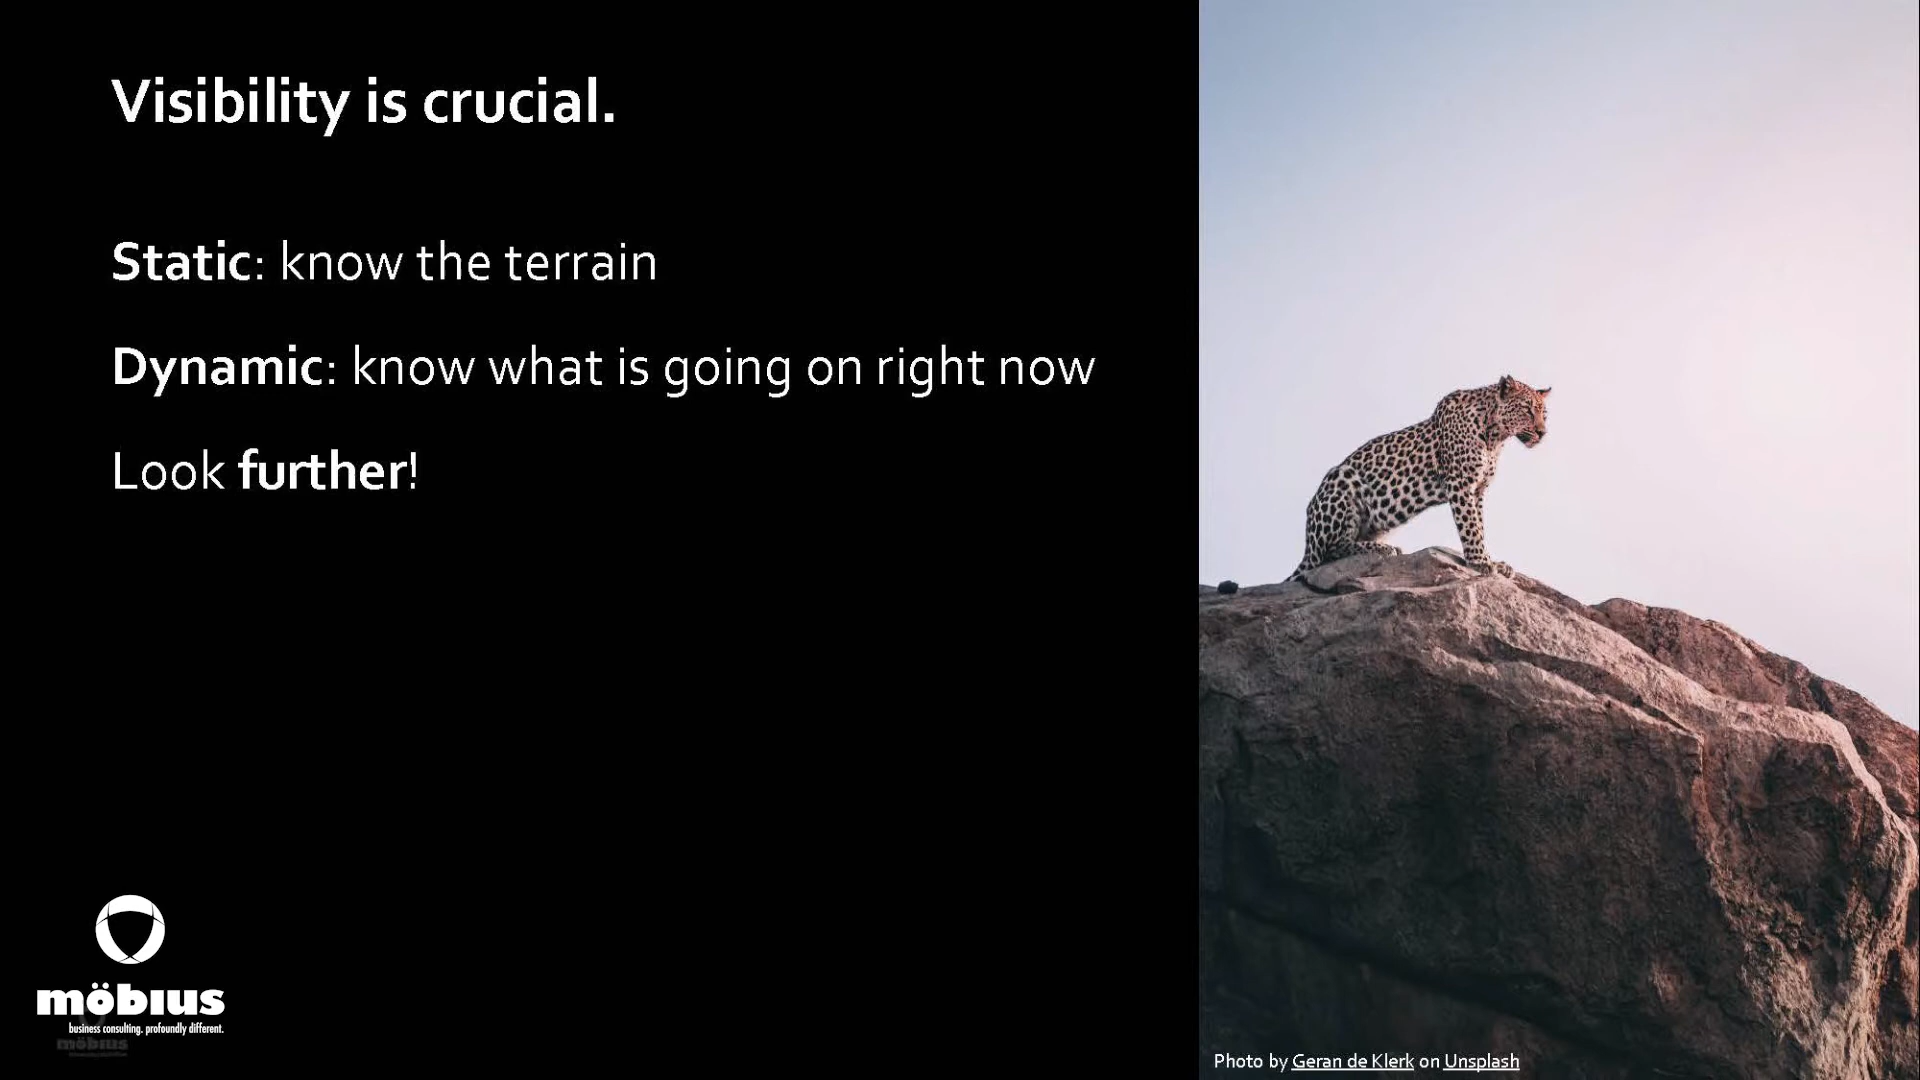 Visibility is crucial.
Static: know the terrain
Dynamic: know what is going on right now
Look further!
möbius
business consulting. profoundly different.
möbius
Photo by Geran de Klerk on Unsplash